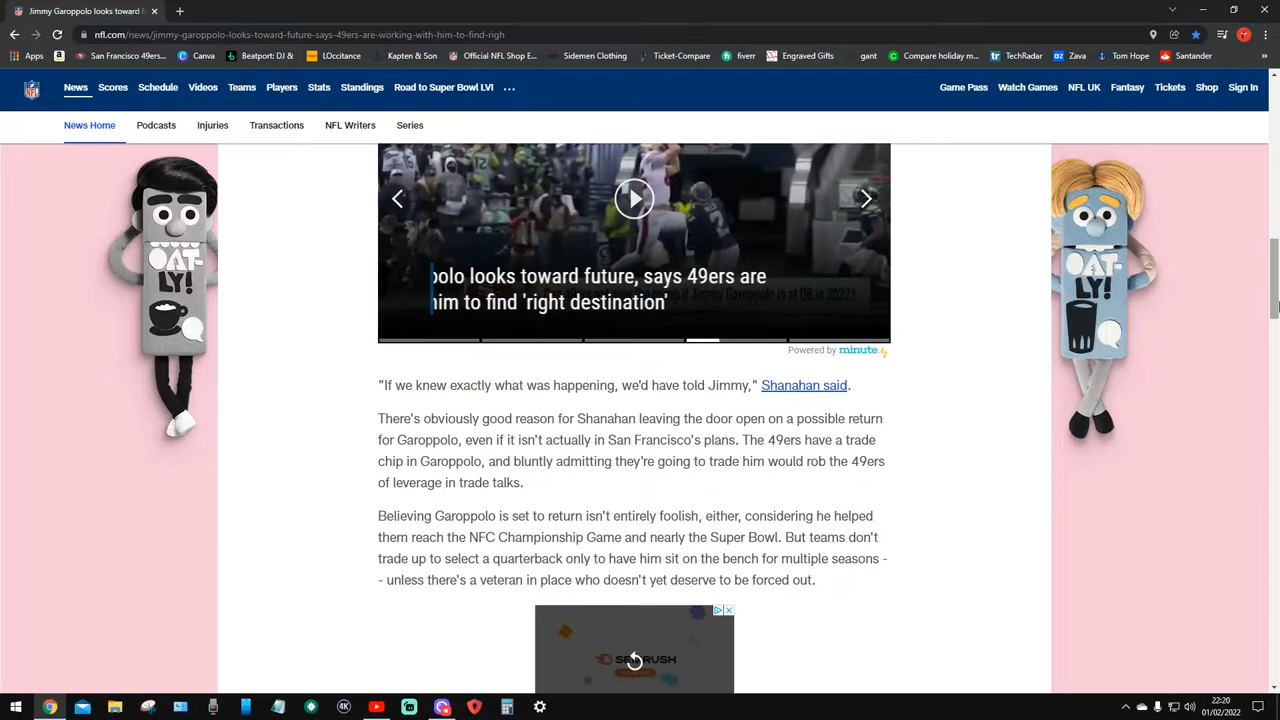 Jimmy Garoppolo looks toward f
nfl.com/news/jimmy-garoppolo-looks-toward-future-says-49ers-are-working-with-him-to-find-righ
Apps San Francisco 49ers... Canva Beatport: DJ & LOccitance Kapten & Son Official NFL Shop E... Sidemen Clothing Ticket-Compare fiverr Engraved Gifts gant Compare holiday m... TechRadar Zava Tom Hope Santander »
News Scores Schedule Videos Teams Players Stats Standings Road to Super Bowl LVI ... Game Pass Watch Games NFL UK Fantasy Tickets Shop Sign In
News Home Podcasts Injuries Transactions NFL Writers Series
polo looks toward future, says 49ers are
him to find 'right destination'
Powered by minute.ly
"If we knew exactly what was happening, we'd have told Jimmy," Shanahan said.
There's obviously good reason for Shanahan leaving the door open on a possible return
for Garoppolo, even if it isn't actually in San Francisco's plans. The 49ers have a trade
chip in Garoppolo, and bluntly admitting they're going to trade him would rob the 49ers
of leverage in trade talks.
Believing Garoppolo is set to return isn't entirely foolish, either, considering he helped
them reach the NFC Championship Game and nearly the Super Bowl. But teams don't
trade up to select a quarterback only to have him sit on the bench for multiple seasons -
- unless there's a veteran in place who doesn't yet deserve to be forced out.
OAT-
LY!
OAT-
LY!
SEMRUSH
22:20
01/02/2022